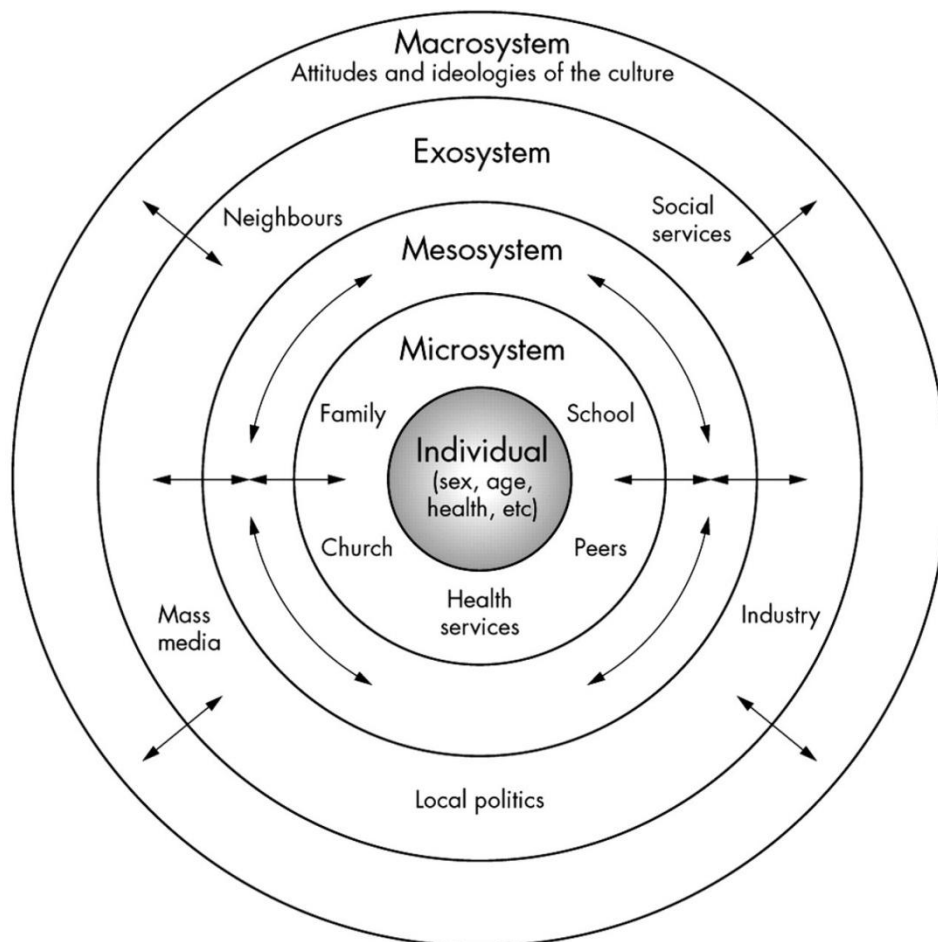 Macrosystem
Attitudes and ideologies of the culture
Exosystem
Neighbours
Social
services
Mesosystem
Microsystem
Family
School
Individual
(sex, age,
health, etc)
Church
Peers
Health
services
Mass
media
Industry
Local politics